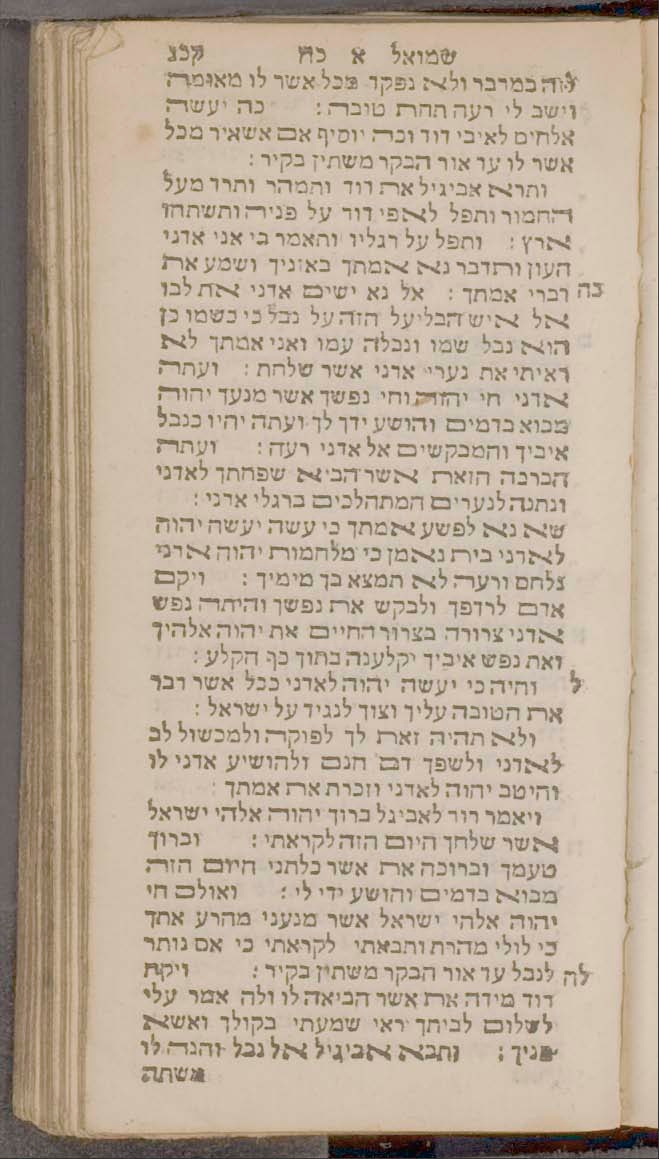 שמואל א כה קכג
לזה במדבר ולא נפקד מכל אשר לו מאומה
וישב לי רעה תחת טובה : כה יעשה
אלהים לאיבי דוד וכה יוסיף אם אשאיר מכל
אשר לו עד אור הבקר משתין בקיר :
ותרא אביגיל את דוד ותמהר ותרד מעל
החמור ותפל לאפי דוד על פניה ותשתחו
ארץ : ותפל על רגליו ותאמר בי אני אדני
העון ותדבר נא אמתך באזניך ושמע את
כה דברי אמתך : אל נא ישים אדני את לבו
אל איש הבליעל הזה על נבל כי כשמו כן
הוא נבל שמו ונבלה עמו ואני אמתך לא
ראיתי את נערי אדני אשר שלחת : ועתה
אדני חי יהוה וחי נפשך אשר מנעך יהוה
מבוא בדמים והושע ידך לך ועתה יהיו כנבל
איביך והמבקשים אל אדני רעה : ועתה
הברכה הזאת אשר הביא שפחתך לאדני
ונתנה לנערים המתהלכים ברגלי אדני :
שא נא לפשע אמתך כי עשה יעשה יהוה
לאדני בית נאמן כי מלחמות יהוה אדני
נלחם ורעה לא תמצא בך מימיך : ויקם
אדם לרדפך ולבקש את נפשך והיתה נפש
אדני צרורה בצרור החיים את יהוה אלהיך
ואת נפש איביך יקלענה בתוך כף הקלע :
ל והיה כי יעשה יהוה לאדני ככל אשר דבר
את הטובה עליך וצוך לנגיד על ישראל :
ולא תהיה זאת לך לפוקה ולמכשול לב
לאדני ולשפך דם חנם ולהושיע אדני לו
והיטב יהוה לאדני וזכרת את אמתך :
ויאמר דוד לאביגל ברוך יהוה אלהי ישראל
אשר שלחך היום הזה לקראתי : וברוך
טעמך וברוכה את אשר כלתני היום הזה
מבוא בדמים והושע ידי לי : ואולם חי
יהוה אלהי ישראל אשר מנעני מהרע אתך
כי לולי מהרת ותבאתי לקראתי כי אם נותר
לה לנבל עד אור הבקר משתין בקיר : ויקח
דוד מידה את אשר הביאה לו ולה אמר עלי
לשלום לביתך ראי שמעתי בקולך ואשא
פניך : ותבא אביגיל אל נבל והנה לו
משתה